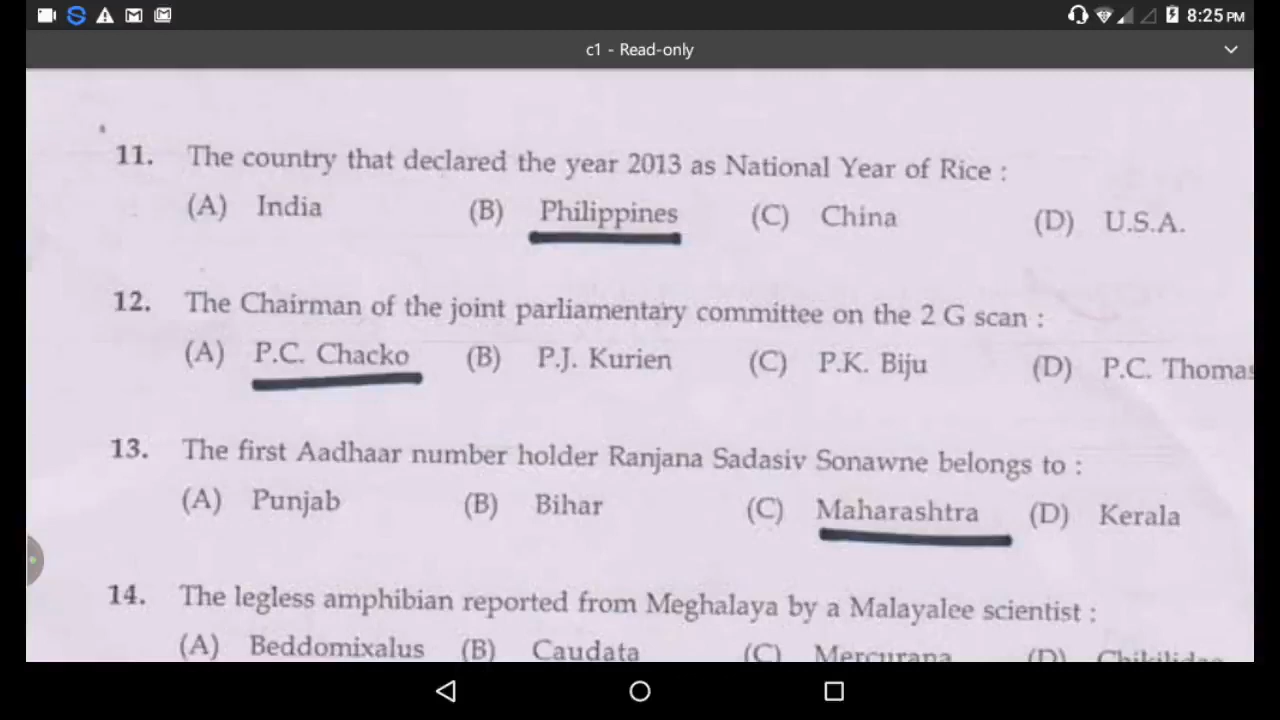 8:25 PM
c1 - Read-only
11. The country that declared the year 2013 as National Year of Rice :
(A) India (B) Philippines (C) China (D) U.S.A.
12. The Chairman of the joint parliamentary committee on the 2 G scan :
(A) P.C. Chacko (B) P.J. Kurien (C) P.K. Biju (D) P.C. Thomas
13. The first Aadhaar number holder Ranjana Sadasiv Sonawne belongs to :
(A) Punjab (B) Bihar (C) Maharashtra (D) Kerala
14. The legless amphibian reported from Meghalaya by a Malayalee scientist :
(A) Beddomixalus (B) Caudata (C) Mercurana (D) Chikilidae